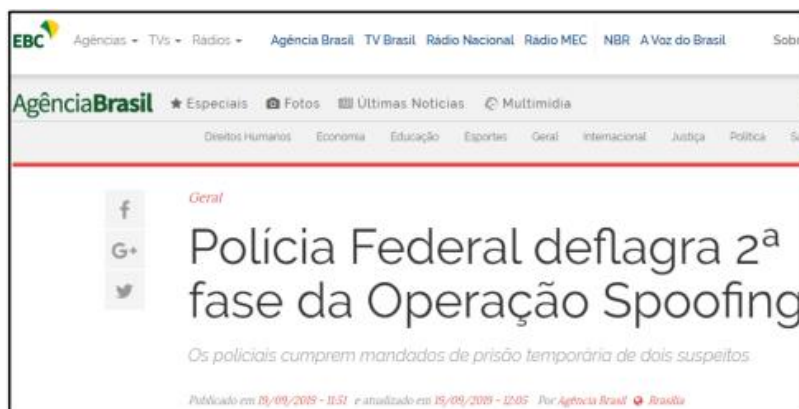 EBC Agências TVs Rádios Agência Brasil TV Brasil Rádio Nacional Rádio MEC NBR A Voz do Brasil Sobr
AgênciaBrasil Especiais Fotos Últimas Notícias Multimídia
Direitos Humanos Economia Educação Esportes Geral Internacional Justiça Política
Geral
f
G+
Polícia Federal deflagra 2ª
fase da Operação Spoofing
Os policiais cumprem mandados de prisão temporária de dois suspeitos
Publicado em 19/09/2019 - 11:51 e atualizado em 19/09/2019 - 12:05 Por Agência Brasil Brasília